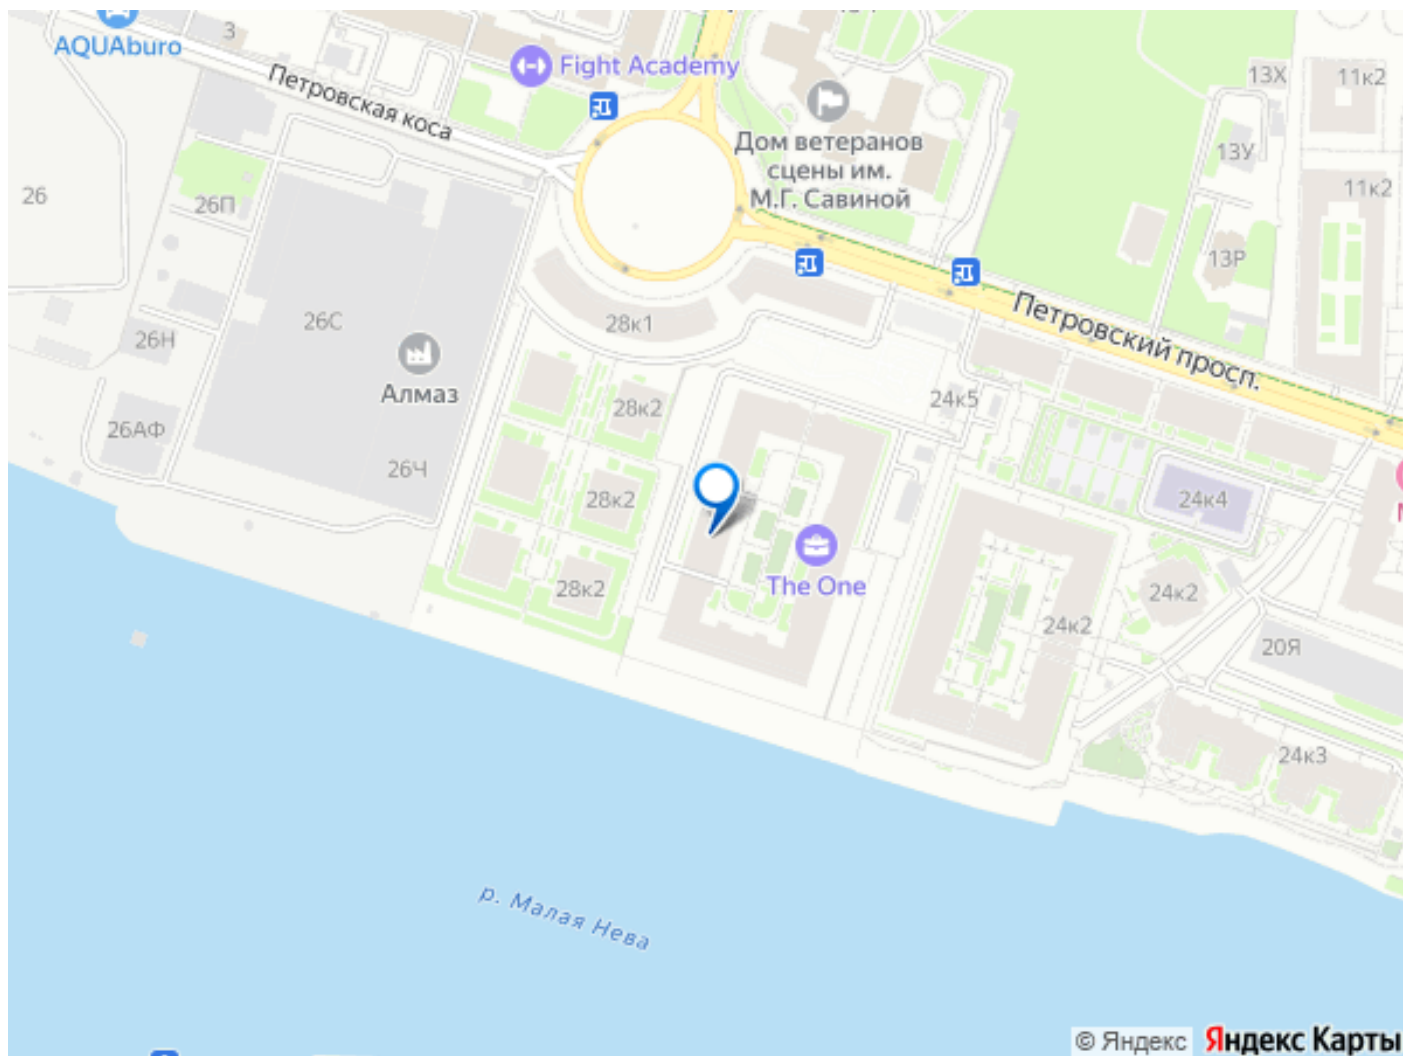 AQUAburo
3
Fight Academy
Петровская коса
Дом ветеранов
сцены им.
М.Г. Савиной
13Х
11к2
13У
11к2
26
26П
13Р
26С
28к1
Петровский просп.
26Н
Алмаз
28к2
24к5
26АФ
26Ч
28к2
24к4
The One
28к2
24к2
24к2
20Я
24к3
р. Малая Нева
© Яндекс Яндекс Карты